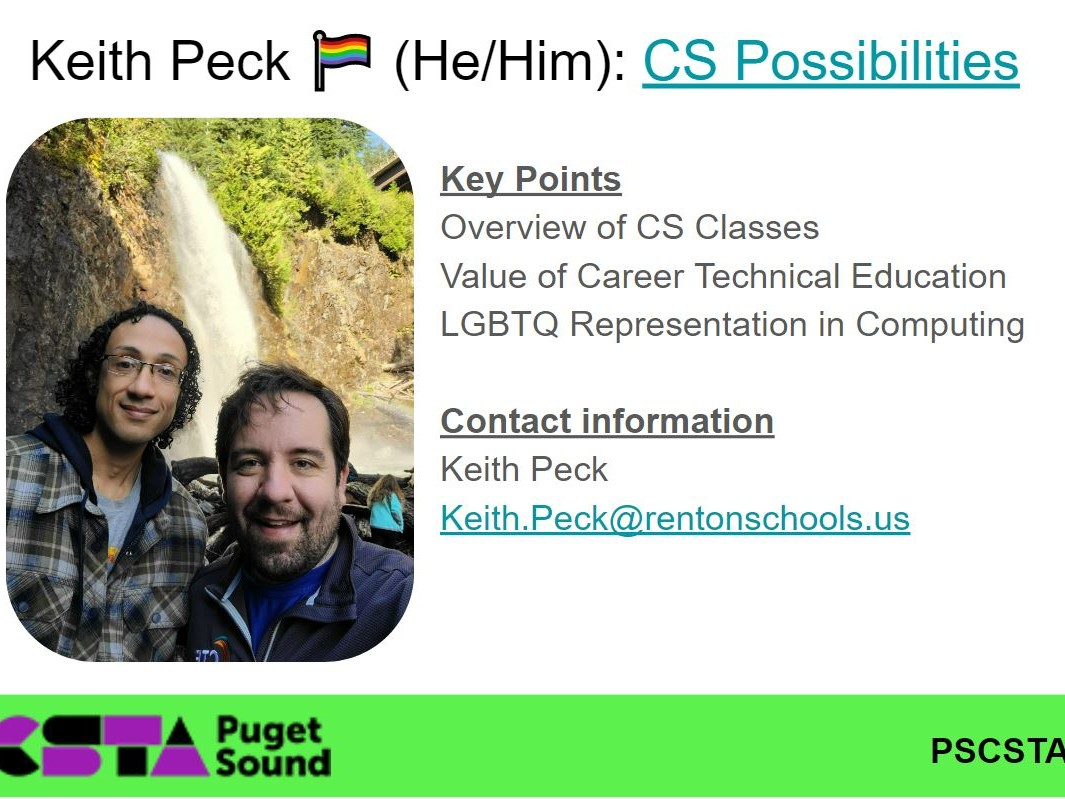 Keith Peck 🏳️‍🌈 (He/Him): CS Possibilities
Key Points
Overview of CS Classes
Value of Career Technical Education
LGBTQ Representation in Computing
Contact information
Keith Peck
Keith.Peck@rentonschools.us
CSTA Puget
Sound
PSCSTA